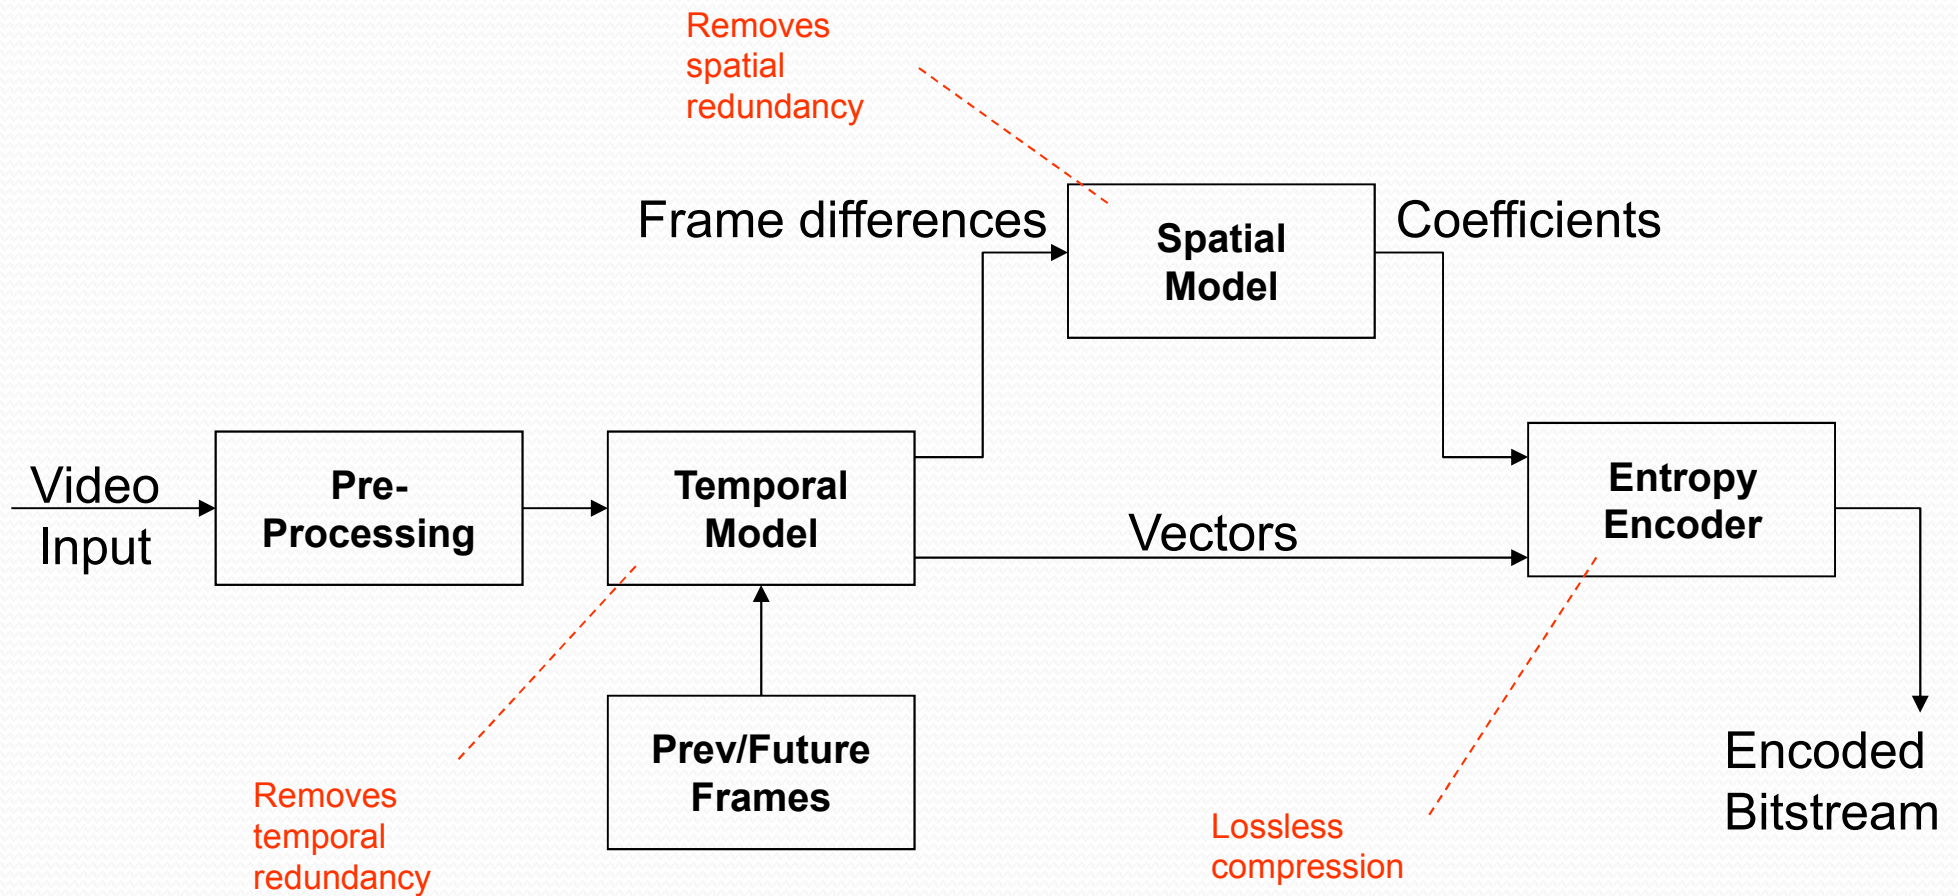 Removes
spatial
redundancy
Frame differences
Spatial
Model
Coefficients
Video
Input
Pre-
Processing
Temporal
Model
Vectors
Entropy
Encoder
Prev/Future
Frames
Removes
temporal
redundancy
Lossless
compression
Encoded
Bitstream